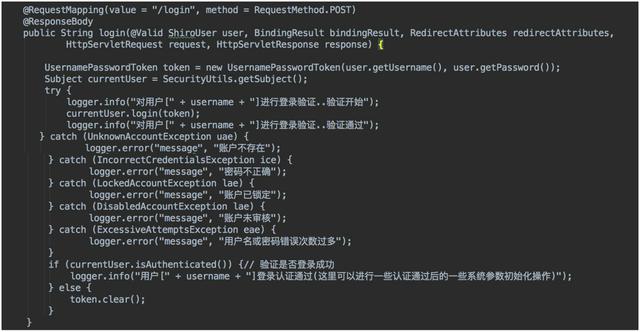 @RequestMapping(value = "/login", method = RequestMethod.POST)
@ResponseBody
public String login(@Valid ShiroUser user, BindingResult bindingResult, RedirectAttributes redirectAttributes,
HttpServletRequest request, HttpServletResponse response) {
UsernamePasswordToken token = new UsernamePasswordToken(user.getUsername(), user.getPassword());
Subject currentUser = SecurityUtils.getSubject();
try {
logger.info("对用户[" + username + "]进行登录验证..验证开始");
currentUser.login(token);
logger.info("对用户[" + username + "]进行登录验证..验证通过");
} catch (UnknownAccountException uae) {
logger.error("message", "账户不存在");
} catch (IncorrectCredentialsException ice) {
logger.error("message", "密码不正确");
} catch (LockedAccountException lae) {
logger.error("message", "账户已锁定");
} catch (DisabledAccountException lae) {
logger.error("message", "账户未审核");
} catch (ExcessiveAttemptsException eae) {
logger.error("message", "用户名或密码错误次数过多");
}
if (currentUser.isAuthenticated()) {// 验证是否登录成功
logger.info("用户[" + username + "]登录认证通过(这里可以进行一些认证通过后的一些系统参数初始化操作)");
} else {
token.clear();
}
}